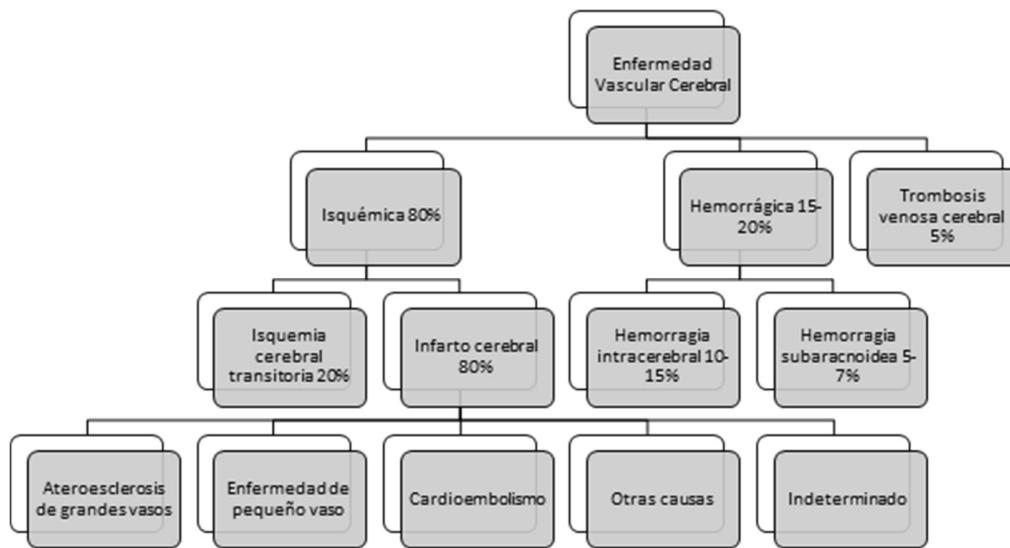 Enfermedad
Vascular Cerebral
Isquémica 80%
Hemorrágica 15-
20%
Trombosis
venosa cerebral
5%
Isquemia
cerebral
transitoria 20%
Infarto cerebral
80%
Hemorragia
intracerebral 10-
15%
Hemorragia
subaracnoidea 5-
7%
Ateroesclerosis
de grandes vasos
Enfermedad de
pequeño vaso
Cardioembolismo
Otras causas
Indeterminado